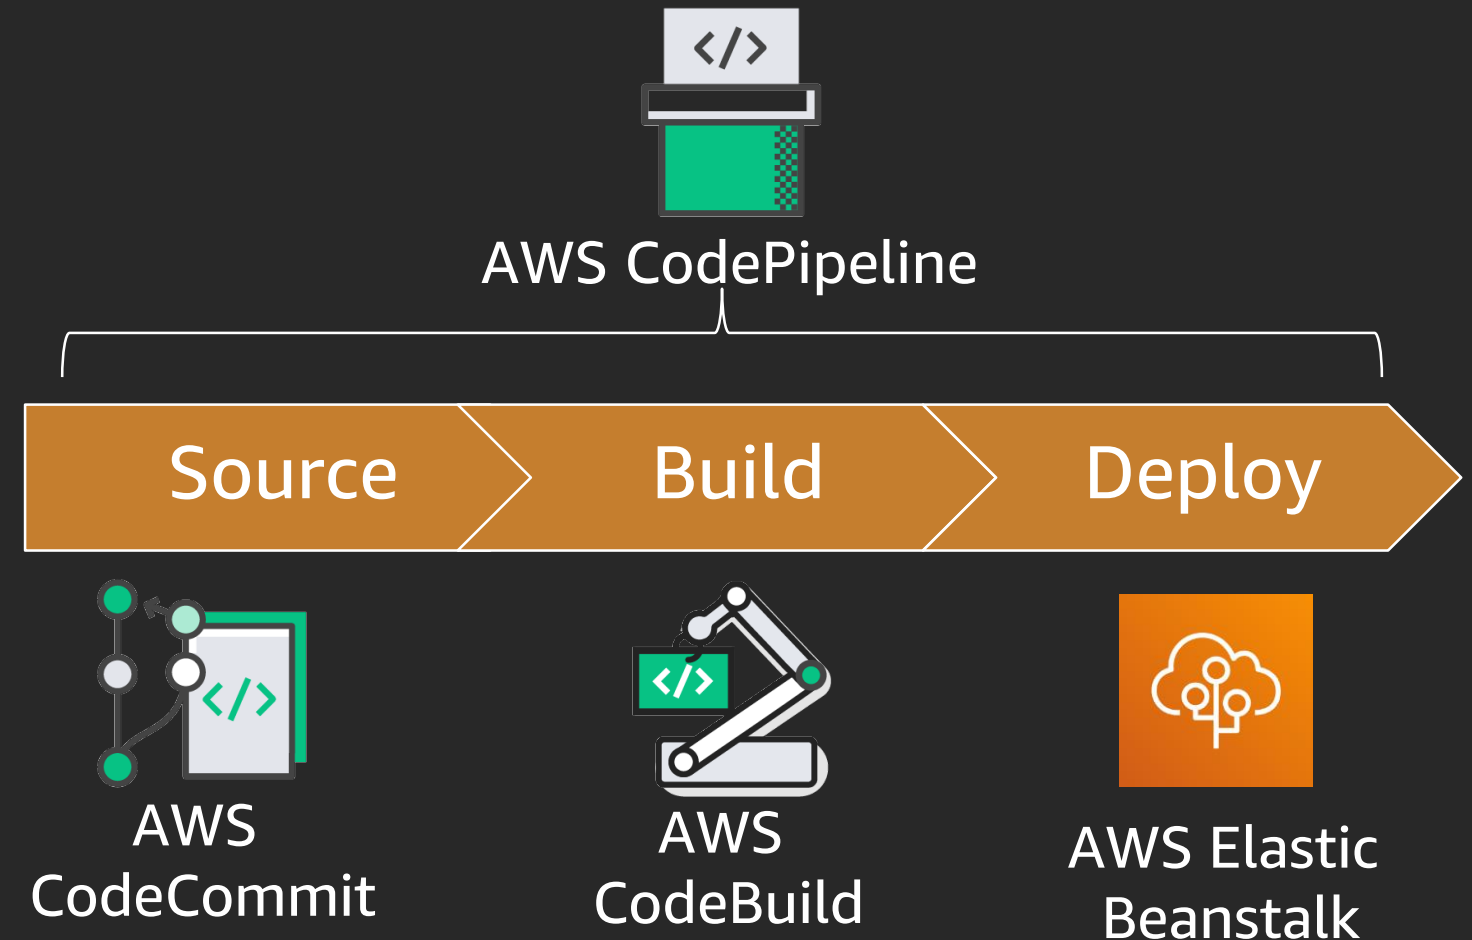 </>
AWS CodePipeline
Source
Build
Deploy
</>
</>
AWS
CodeCommit
AWS
CodeBuild
AWS Elastic
Beanstalk